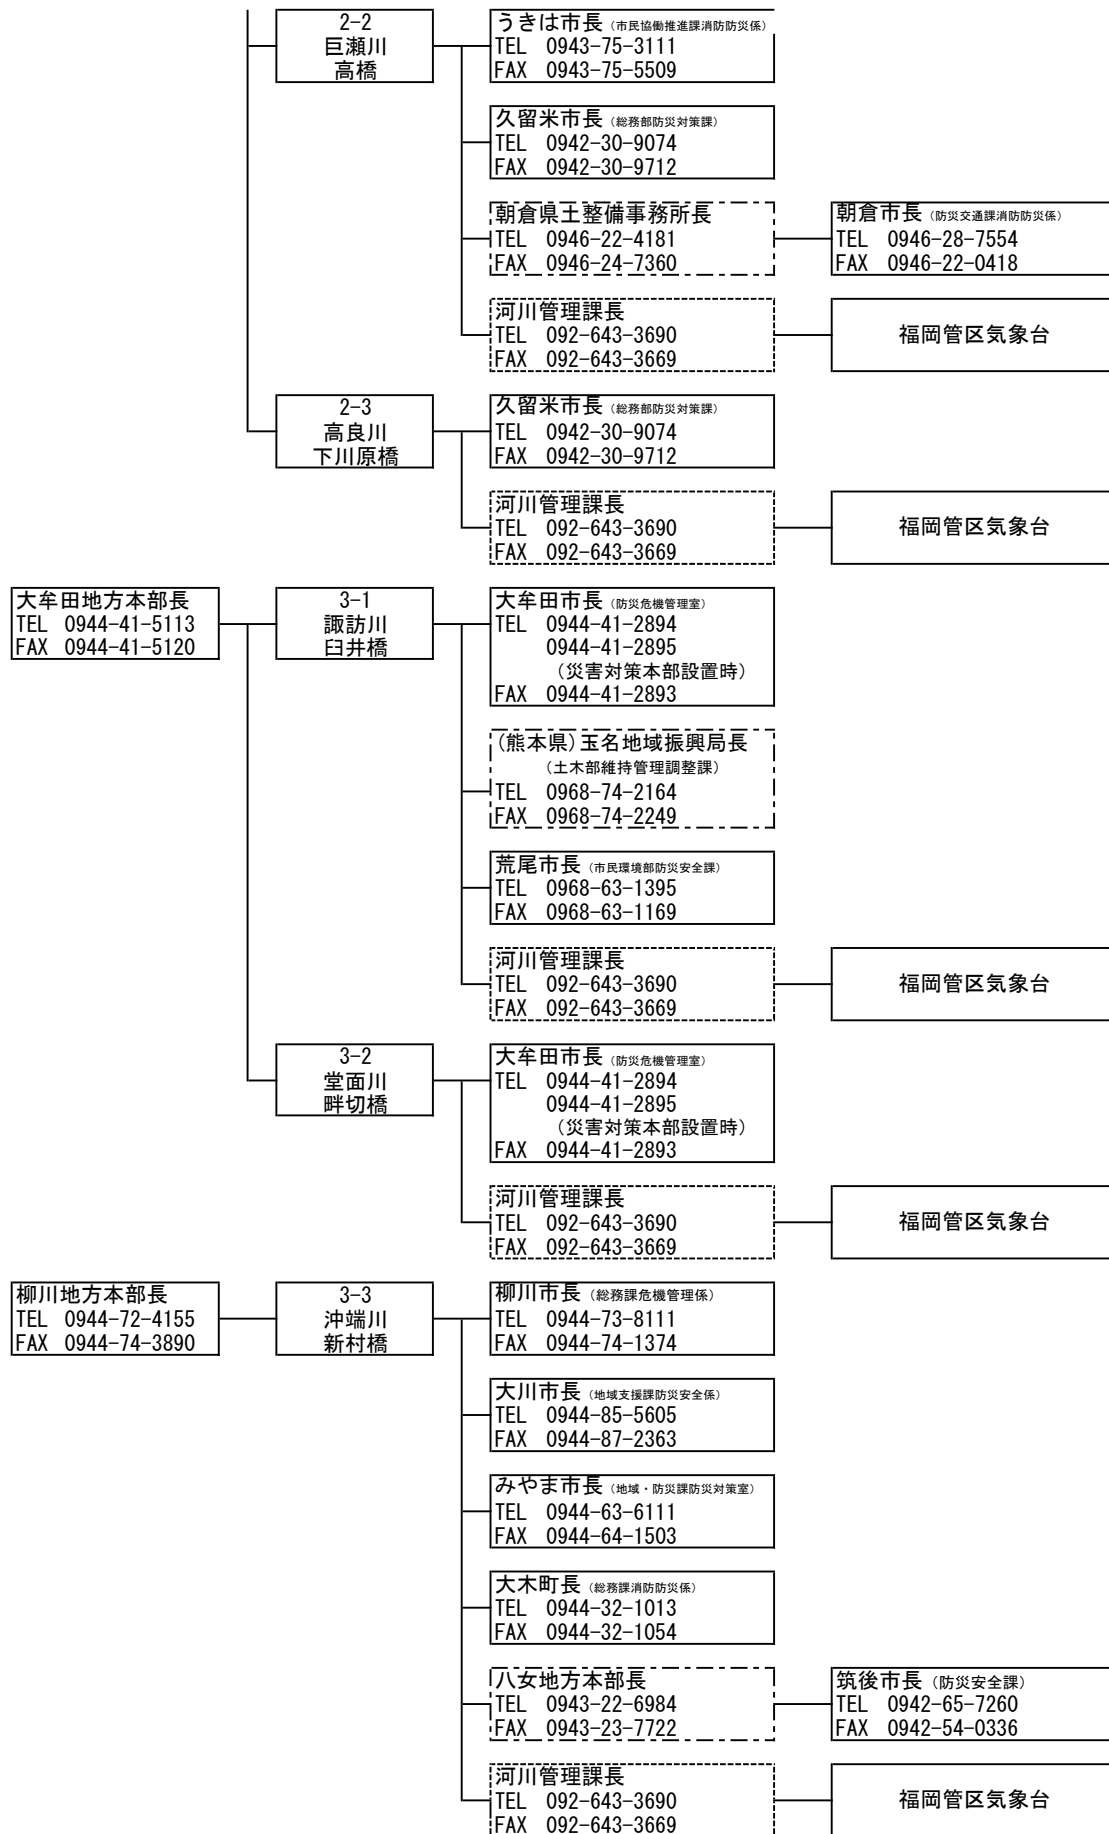 2-2
巨瀬川
高橋
うきは市長（市民協働推進課消防防災係）
TEL 0943-75-3111
FAX 0943-75-5509
久留米市長（総務部防災対策課）
TEL 0942-30-9074
FAX 0942-30-9712
朝倉県土整備事務所長
TEL 0946-22-4181
FAX 0946-24-7360
朝倉市長（防災交通課消防防災係）
TEL 0946-28-7554
FAX 0946-22-0418
河川管理課長
TEL 092-643-3690
FAX 092-643-3669
福岡管区気象台
2-3
高良川
下川原橋
久留米市長（総務部防災対策課）
TEL 0942-30-9074
FAX 0942-30-9712
河川管理課長
TEL 092-643-3690
FAX 092-643-3669
福岡管区気象台
大牟田地方本部長
TEL 0944-41-5113
FAX 0944-41-5120
3-1
諏訪川
臼井橋
大牟田市長（防災危機管理室）
TEL 0944-41-2894
0944-41-2895
（災害対策本部設置時）
FAX 0944-41-2893
(熊本県)玉名地域振興局長
（土木部維持管理調整課）
TEL 0968-74-2164
FAX 0968-74-2249
荒尾市長（市民環境部防災安全課）
TEL 0968-63-1395
FAX 0968-63-1169
河川管理課長
TEL 092-643-3690
FAX 092-643-3669
福岡管区気象台
3-2
堂面川
畔切橋
大牟田市長（防災危機管理室）
TEL 0944-41-2894
0944-41-2895
（災害対策本部設置時）
FAX 0944-41-2893
河川管理課長
TEL 092-643-3690
FAX 092-643-3669
福岡管区気象台
柳川地方本部長
TEL 0944-72-4155
FAX 0944-74-3890
3-3
沖端川
新村橋
柳川市長（総務課危機管理係）
TEL 0944-73-8111
FAX 0944-74-1374
大川市長（地域支援課防災安全係）
TEL 0944-85-5605
FAX 0944-87-2363
みやま市長（地域・防災課防災対策室）
TEL 0944-63-6111
FAX 0944-64-1503
大木町長（総務課消防防災係）
TEL 0944-32-1013
FAX 0944-32-1054
八女地方本部長
TEL 0943-22-6984
FAX 0943-23-7722
筑後市長（防災安全課）
TEL 0942-65-7260
FAX 0942-54-0336
河川管理課長
TEL 092-643-3690
FAX 092-643-3669
福岡管区気象台